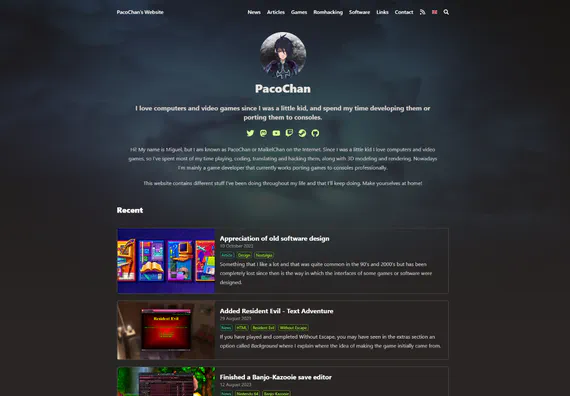 PacoChan's Website
News Articles Games Romhacking Software Links Contact
PacoChan
I love computers and video games since I was a little kid, and spend my time developing them or
porting them to consoles.
Hi! My name is Miguel, but I am known as PacoChan or MaikelChan on the Internet. Since I was a little kid I love computers and video
games, so I've spent most of my time playing, coding, translating and hacking them, along with 3D modeling and rendering. Nowadays
I'm mainly a game developer that currently works porting games to consoles professionally.
This website contains different stuff I've been doing throughout my life and that I'll keep doing. Make yourselves at home!
Recent
Appreciation of old software design
10 October 2023
Article Design Nostalgia
Something that I like a lot and that was quite common in the 90's and 2000's but has been
completely lost since then is the way in which the interfaces of some games or software were
designed.
Added Resident Evil - Text Adventure
29 August 2023
News HTML Resident Evil Without Escape
If you have played and completed Without Escape, you may have seen in the extras section an
option called Background where I explain where the idea of making the game initially came from.
Resident Evil
Finished a Banjo-Kazooie save editor
12 August 2023
News Nintendo 64 Banjo Kazooie